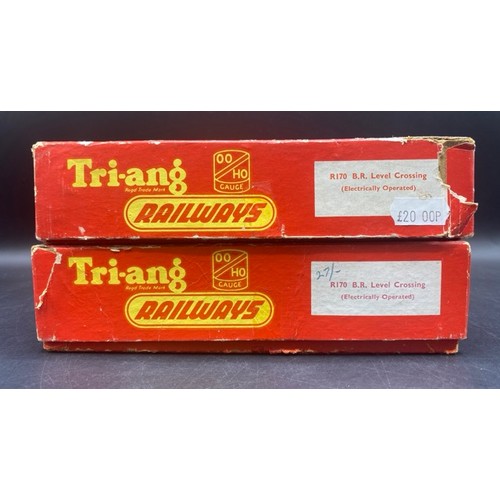 Tri-ang
Regd Trade Mark
OO
HO
GAUGE
RAILWAYS
R170 B.R. Level Crossing
(Electrically Operated)
£20 00P
Tri-ang
Regd Trade Mark
OO
HO
GAUGE
RAILWAYS
R170 B.R. Level Crossing
(Electrically Operated)